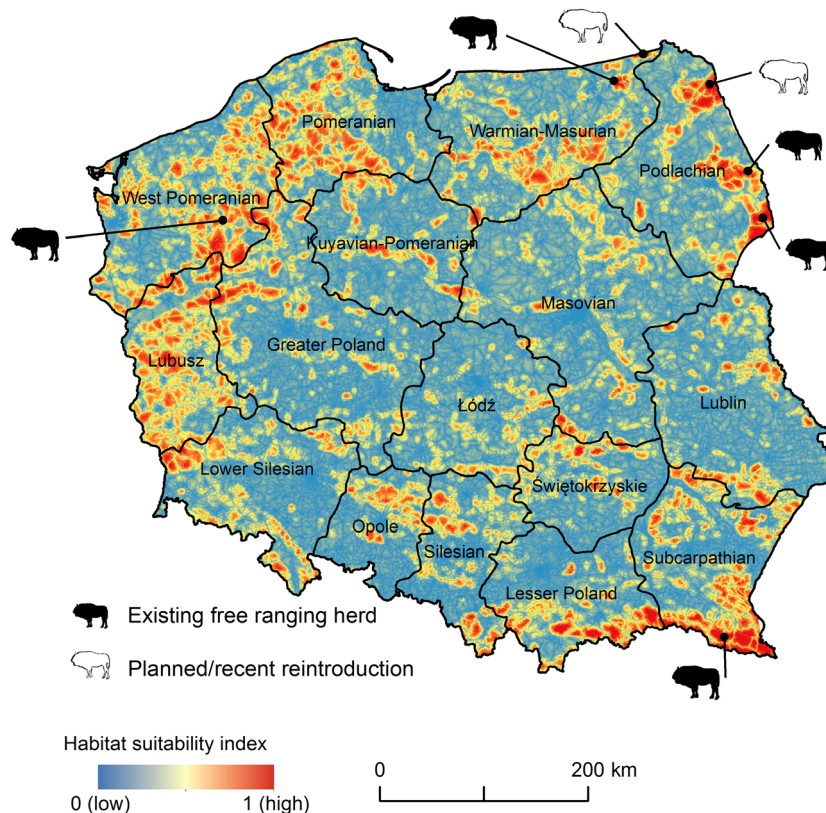 Pomeranian
Warmian-Masurian
Podlachian
West Pomeranian
Kuyavian-Pomeranian
Masovian
Greater Poland
Lubusz
Łódź
Lublin
Lower Silesian
Świętokrzyskie
Opole
Silesian
Subcarpathian
Lesser Poland
Existing free ranging herd
Planned/recent reintroduction
Habitat suitability index
0 (low) 1 (high)
0 200 km